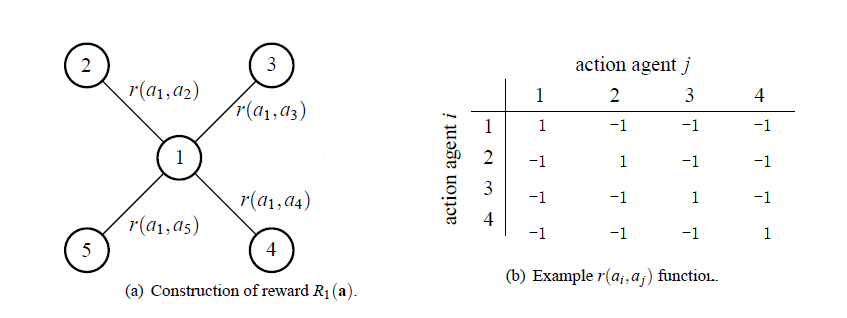 2
3
r(a₁,a₂)
r(a₁,a₃)
1
r(a₁,a₄)
r(a₁,a₅)
5
4
(a) Construction of reward R₁(a).
action agent j
1 2 3 4
action agent i
1 1 -1 -1 -1
2 -1 1 -1 -1
3 -1 -1 1 -1
4 -1 -1 -1 1
(b) Example r(aᵢ,aⱼ)